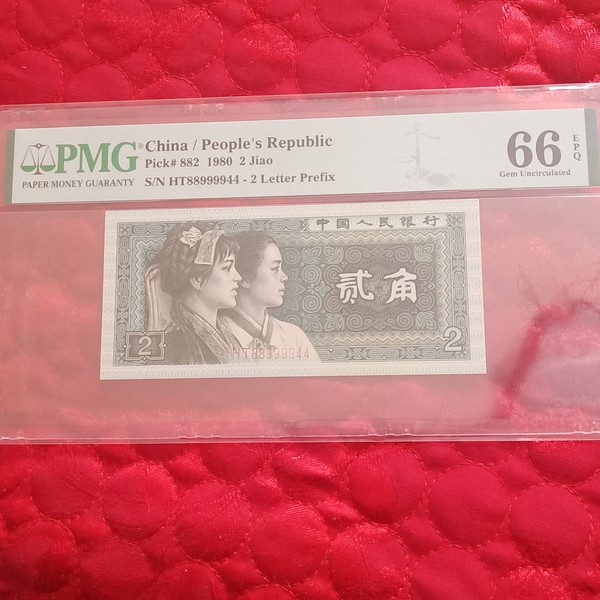 PMG
PAPER MONEY GUARANTY
China / People's Republic
Pick# 882 1980 2 Jiao
S/N HT88999944 - 2 Letter Prefix
66 EPQ
Gem Uncirculated
中国人民银行
贰角
2
HT88999944
2